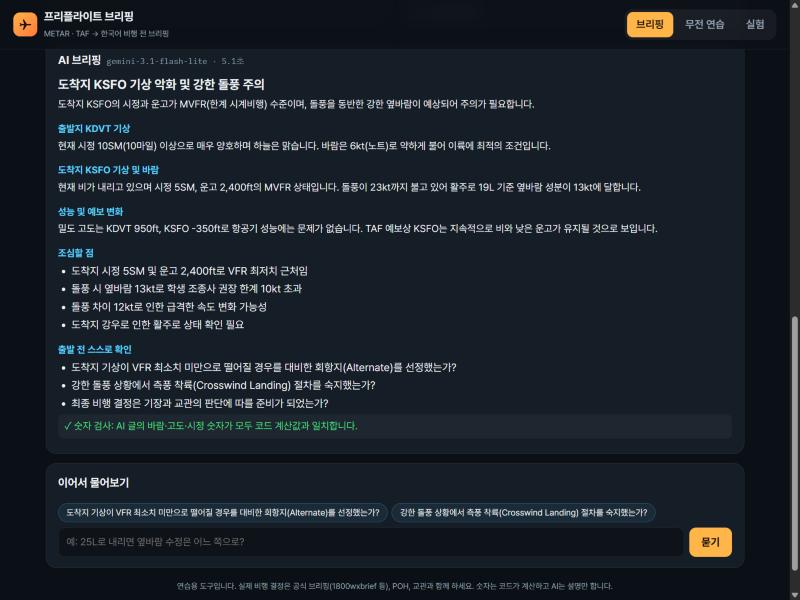 프리플라이트 브리핑
METAR · TAF → 한국어 비행 전 브리핑
브리핑
무전 연습
실험
AI 브리핑 gemini-3.1-flash-lite · 5.1초
도착지 KSFO 기상 악화 및 강한 돌풍 주의
도착지 KSFO의 시정과 운고가 MVFR(한계 시계비행) 수준이며, 돌풍을 동반한 강한 옆바람이 예상되어 주의가 필요합니다.
출발지 KDVT 기상
현재 시정 10SM(10마일) 이상으로 매우 양호하며 하늘은 맑습니다. 바람은 6kt(노트)로 약하게 불어 이륙에 최적의 조건입니다.
도착지 KSFO 기상 및 바람
현재 비가 내리고 있으며 시정 5SM, 운고 2,400ft의 MVFR 상태입니다. 돌풍이 23kt까지 불고 있어 활주로 19L 기준 옆바람 성분이 13kt에 달합니다.
성능 및 예보 변화
밀도 고도는 KDVT 950ft, KSFO -350ft로 항공기 성능에는 문제가 없습니다. TAF 예보상 KSFO는 지속적으로 비와 낮은 운고가 유지될 것으로 보입니다.
조심할 점
• 도착지 시정 5SM 및 운고 2,400ft로 VFR 최저치 근처임
• 돌풍 시 옆바람 13kt로 학생 조종사 권장 한계 10kt 초과
• 돌풍 차이 12kt로 인한 급격한 속도 변화 가능성
• 도착지 강우로 인한 활주로 상태 확인 필요
출발 전 스스로 확인
• 도착지 기상이 VFR 최소치 미만으로 떨어질 경우를 대비한 회항지(Alternate)를 선정했는가?
• 강한 돌풍 상황에서 측풍 착륙(Crosswind Landing) 절차를 숙지했는가?
• 최종 비행 결정은 기장과 교관의 판단에 따를 준비가 되었는가?
✓ 숫자 검사: AI 글의 바람·고도·시정 숫자가 모두 코드 계산값과 일치합니다.
이어서 물어보기
도착지 기상이 VFR 최소치 미만으로 떨어질 경우를 대비한 회항지(Alternate)를 선정했는가?
강한 돌풍 상황에서 측풍 착륙(Crosswind Landing) 절차를 숙지했는가?
예: 25L로 내리면 옆바람 수정은 어느 쪽으로?
묻기
연습용 도구입니다. 실제 비행 결정은 공식 브리핑(1800wxbrief 등), POH, 교관과 함께 하세요. 숫자는 코드가 계산하고 AI는 설명만 합니다.